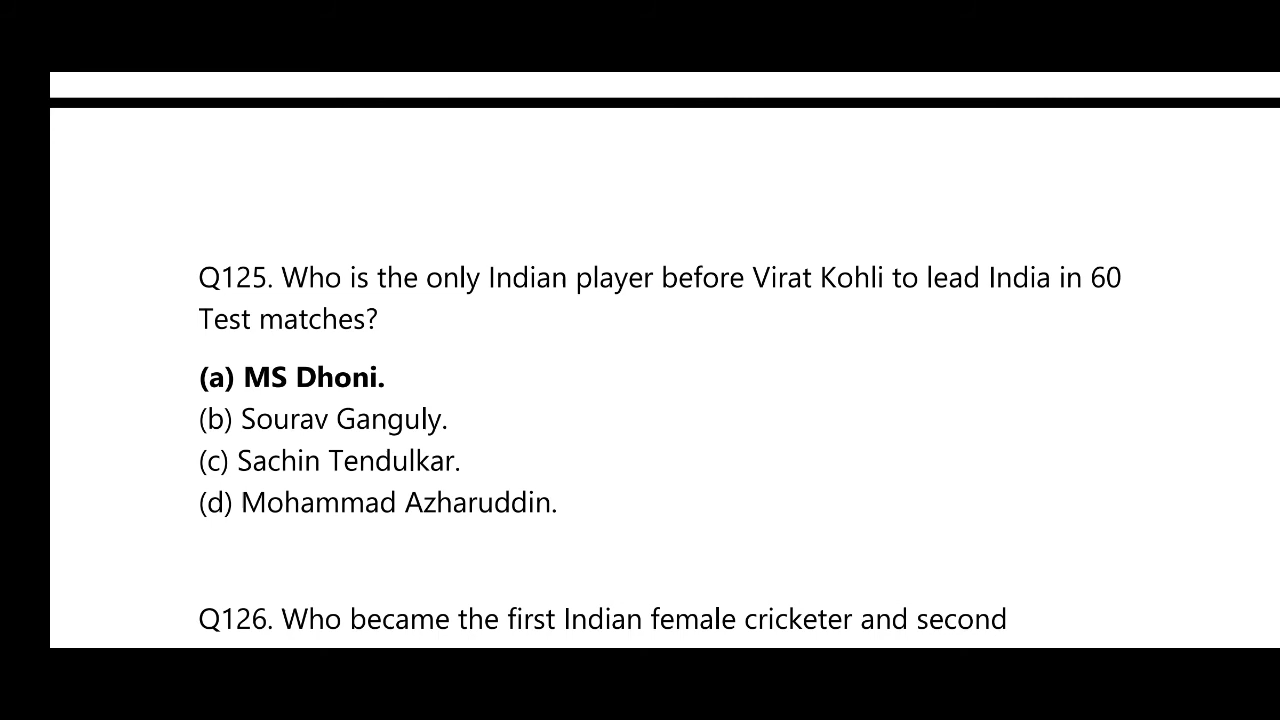 Q125. Who is the only Indian player before Virat Kohli to lead India in 60
Test matches?
(a) MS Dhoni.
(b) Sourav Ganguly.
(c) Sachin Tendulkar.
(d) Mohammad Azharuddin.
Q126. Who became the first Indian female cricketer and second